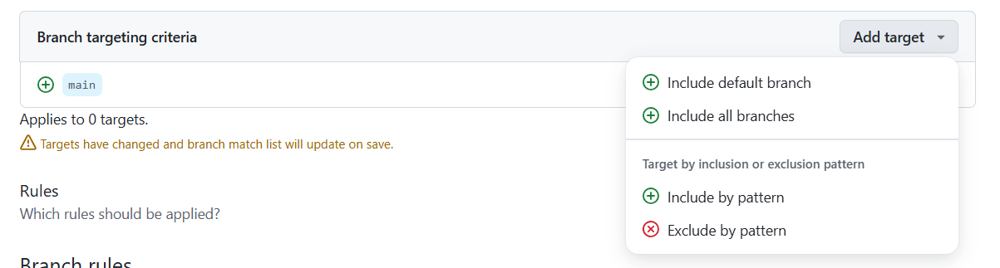 Branch targeting criteria
Add target
main
Include default branch
Include all branches
Applies to 0 targets.
Targets have changed and branch match list will update on save.
Target by inclusion or exclusion pattern
Include by pattern
Exclude by pattern
Rules
Which rules should be applied?
Branch rules